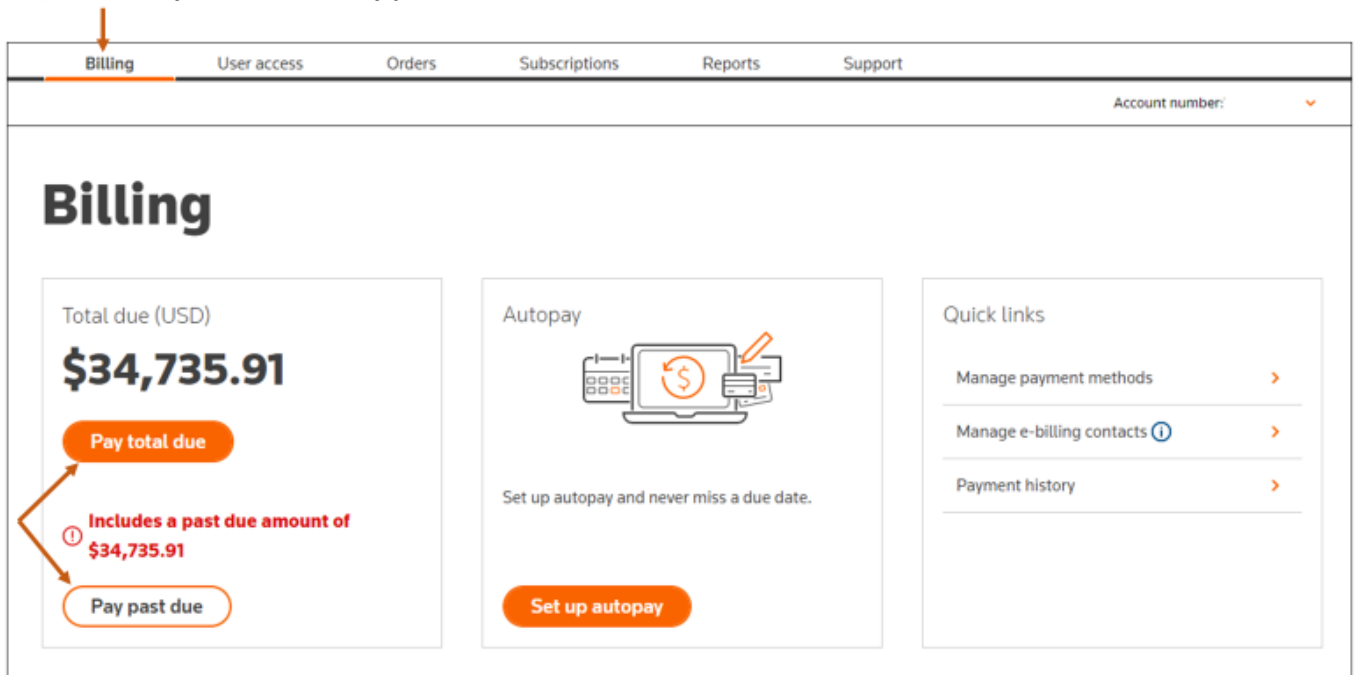 Billing User access Orders Subscriptions Reports Support
Account number:
Billing
Total due (USD)
$34,735.91
Pay total due
Includes a past due amount of
$34,735.91
Pay past due
Autopay
Set up autopay and never miss a due date.
Set up autopay
Quick links
Manage payment methods
Manage e-billing contacts
Payment history